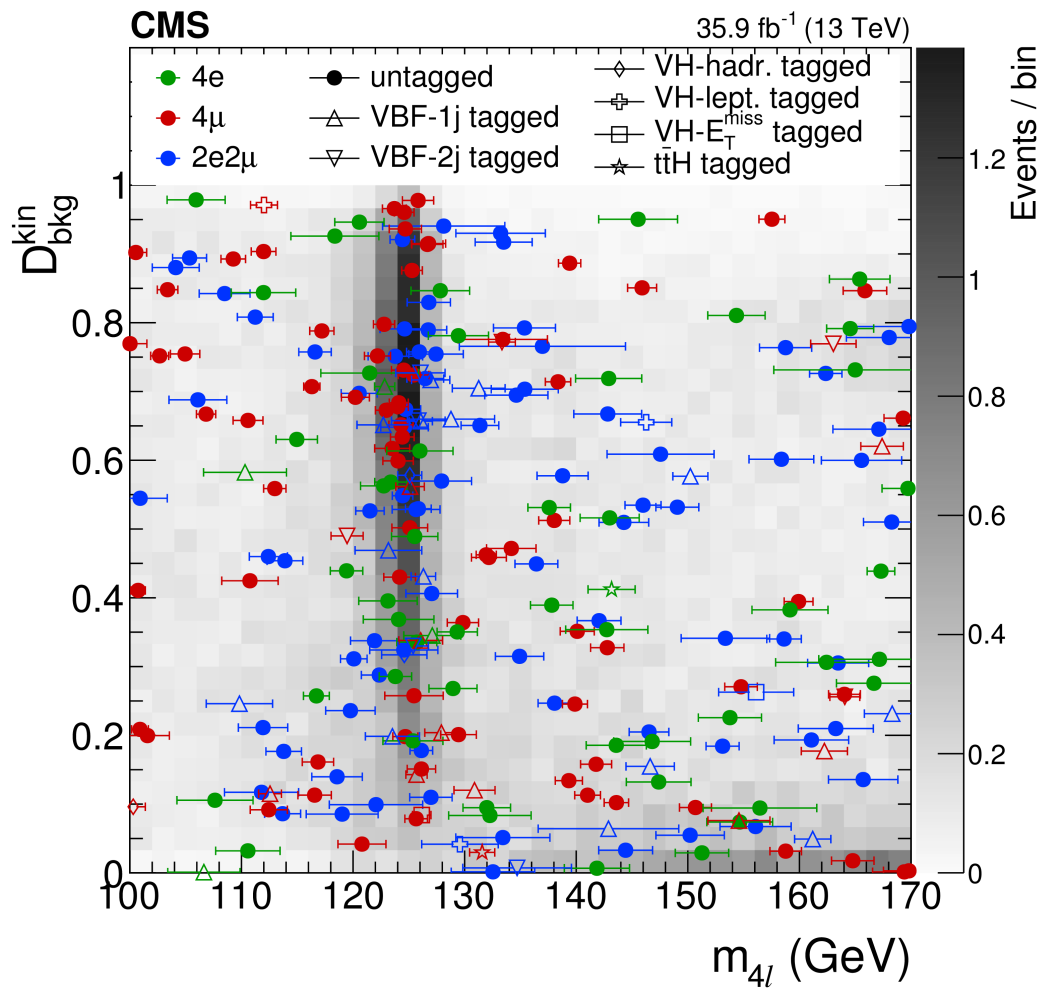 CMS 35.9 fb⁻¹ (13 TeV)
4e
4μ
2e2μ
untagged
VBF-1j tagged
VBF-2j tagged
VH-hadr. tagged
VH-lept. tagged
VH-E_T^miss tagged
tt̄H tagged
D_bkg^kin
1
0.8
0.6
0.4
0.2
0
100 110 120 130 140 150 160 170
m_4l (GeV)
Events / bin
1.2
1
0.8
0.6
0.4
0.2
0